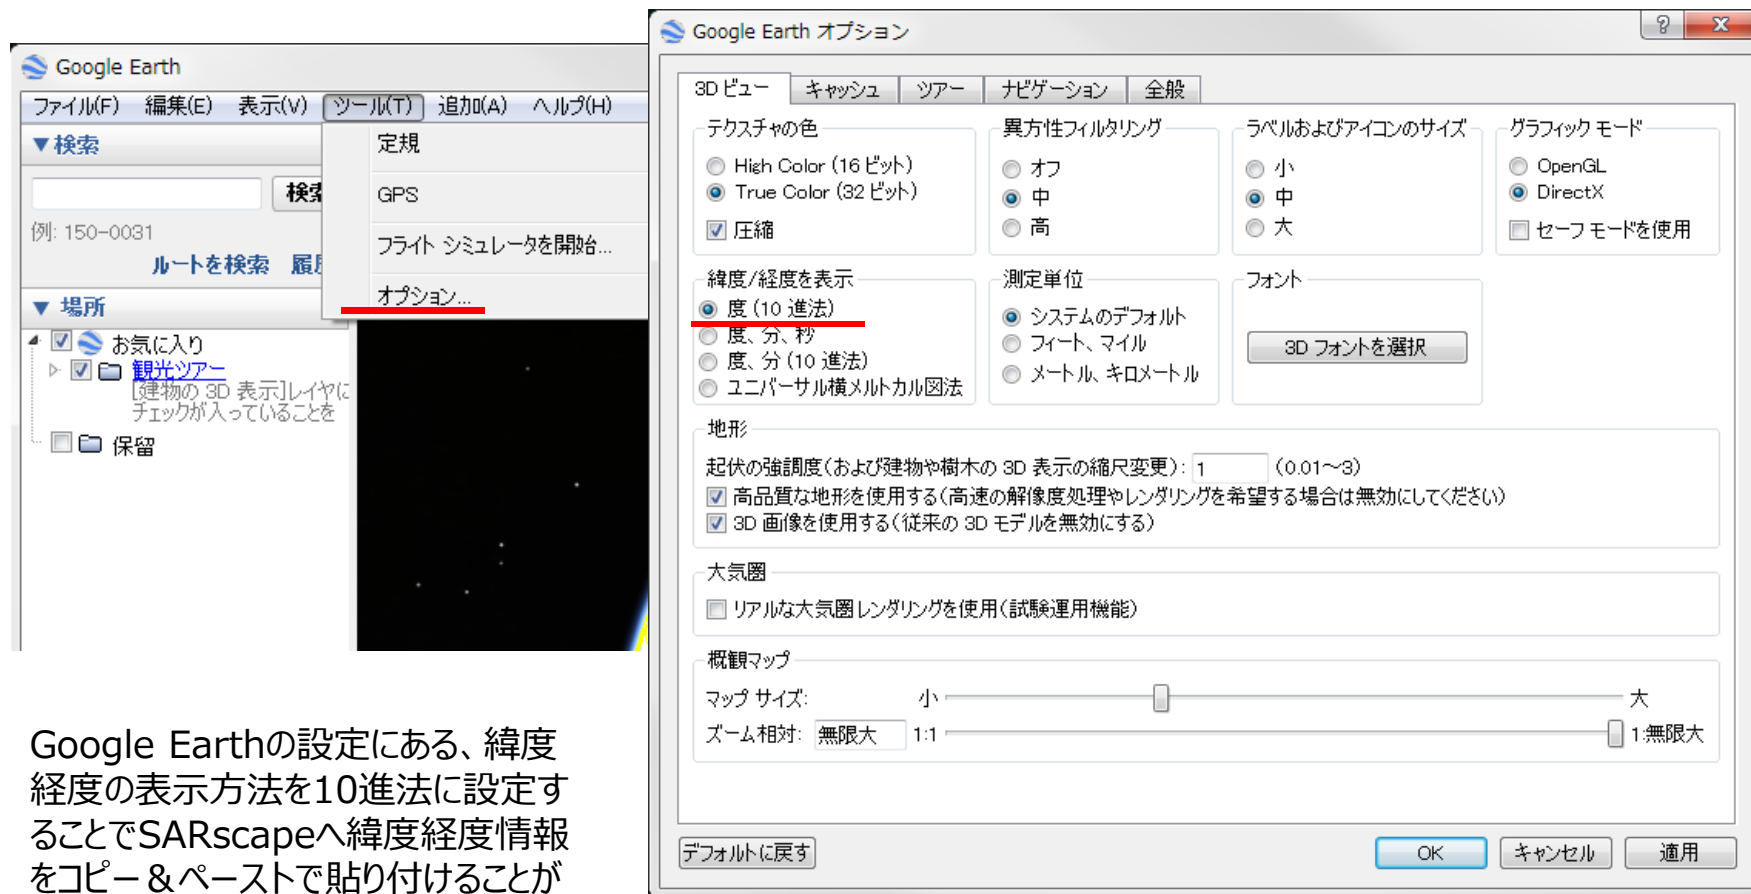 Google Earth
ファイル(F) 編集(E) 表示(V) ツール(T) 追加(A) ヘルプ(H)
▼検索
検索
例: 150-0031
ルートを検索
▼ 場所
お気に入り
観光ツアー
[建物の 3D 表示]レイヤに
チェックが入っていることを
保留
定規
GPS
フライト シミュレータを開始...
オプション...
Google Earthの設定にある、緯度
経度の表示方法を10進法に設定す
ることでSARscapeへ緯度経度情報
をコピー＆ペーストで貼り付けることが
Google Earth オプション
3D ビュー キャッシュ ツアー ナビゲーション 全般
テクスチャの色
High Color (16 ビット)
True Color (32 ビット)
圧縮
異方性フィルタリング
オフ
中
高
ラベルおよびアイコンのサイズ
小
中
大
グラフィック モード
OpenGL
DirectX
セーフ モードを使用
緯度/経度を表示
度 (10 進法)
度、分、秒
度、分 (10 進法)
ユニバーサル横メルトカル図法
測定単位
システムのデフォルト
フィート、マイル
メートル、キロメートル
フォント
3D フォントを選択
地形
起伏の強調度(および建物や樹木の 3D 表示の縮尺変更): 1 (0.01～3)
高品質な地形を使用する(高速の解像度処理やレンダリングを希望する場合は無効にしてください)
3D 画像を使用する(従来の 3D モデルを無効にする)
大気圏
リアルな大気圏レンダリングを使用(試験運用機能)
概観マップ
マップ サイズ: 小 大
ズーム相対: 無限大 1:1 1:無限大
デフォルトに戻す OK キャンセル 適用